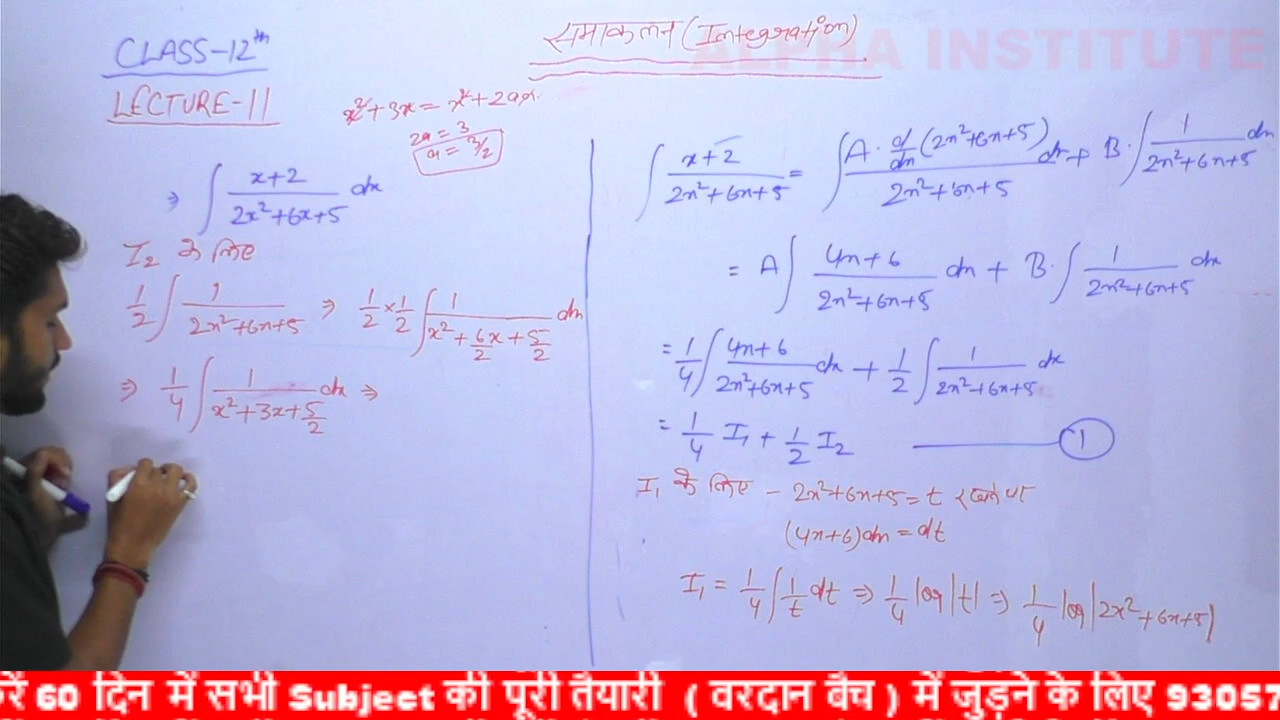 समाकलन (Integration)
ALPHA INSTITUTE
CLASS-12th
LECTURE-11
x²+3x = x²+2ax.
2a = 3
a = 3/2
⇒ ∫ (x+2)/(2x²+6x+5) dx
I₂ के लिए
1/2 ∫ 1/(2x²+6x+5) ⇒ 1/2 × 1/2 ∫ 1/(x² + 6x/2 + 5/2) dx
⇒ 1/4 ∫ 1/(x²+3x+5/2) dx ⇒
∫ (x+2)/(2x²+6x+5) = ∫ (A · d/dx (2x²+6x+5))/(2x²+6x+5) dx + B · ∫ 1/(2x²+6x+5) dx
= A ∫ (4x+6)/(2x²+6x+5) dx + B · ∫ 1/(2x²+6x+5) dx
= 1/4 ∫ (4x+6)/(2x²+6x+5) dx + 1/2 ∫ 1/(2x²+6x+5) dx
= 1/4 I₁ + 1/2 I₂ ——— 1
I₁ के लिए – 2x²+6x+5 = t रखने पर
(4x+6)dx = dt
I₁ = 1/4 ∫ 1/t dt ⇒ 1/4 log|t| ⇒ 1/4 log|2x²+6x+5|
रें 60 दिन में सभी Subject की पूरी तैयारी ( वरदान बैच ) में जुड़ने के लिए 93057